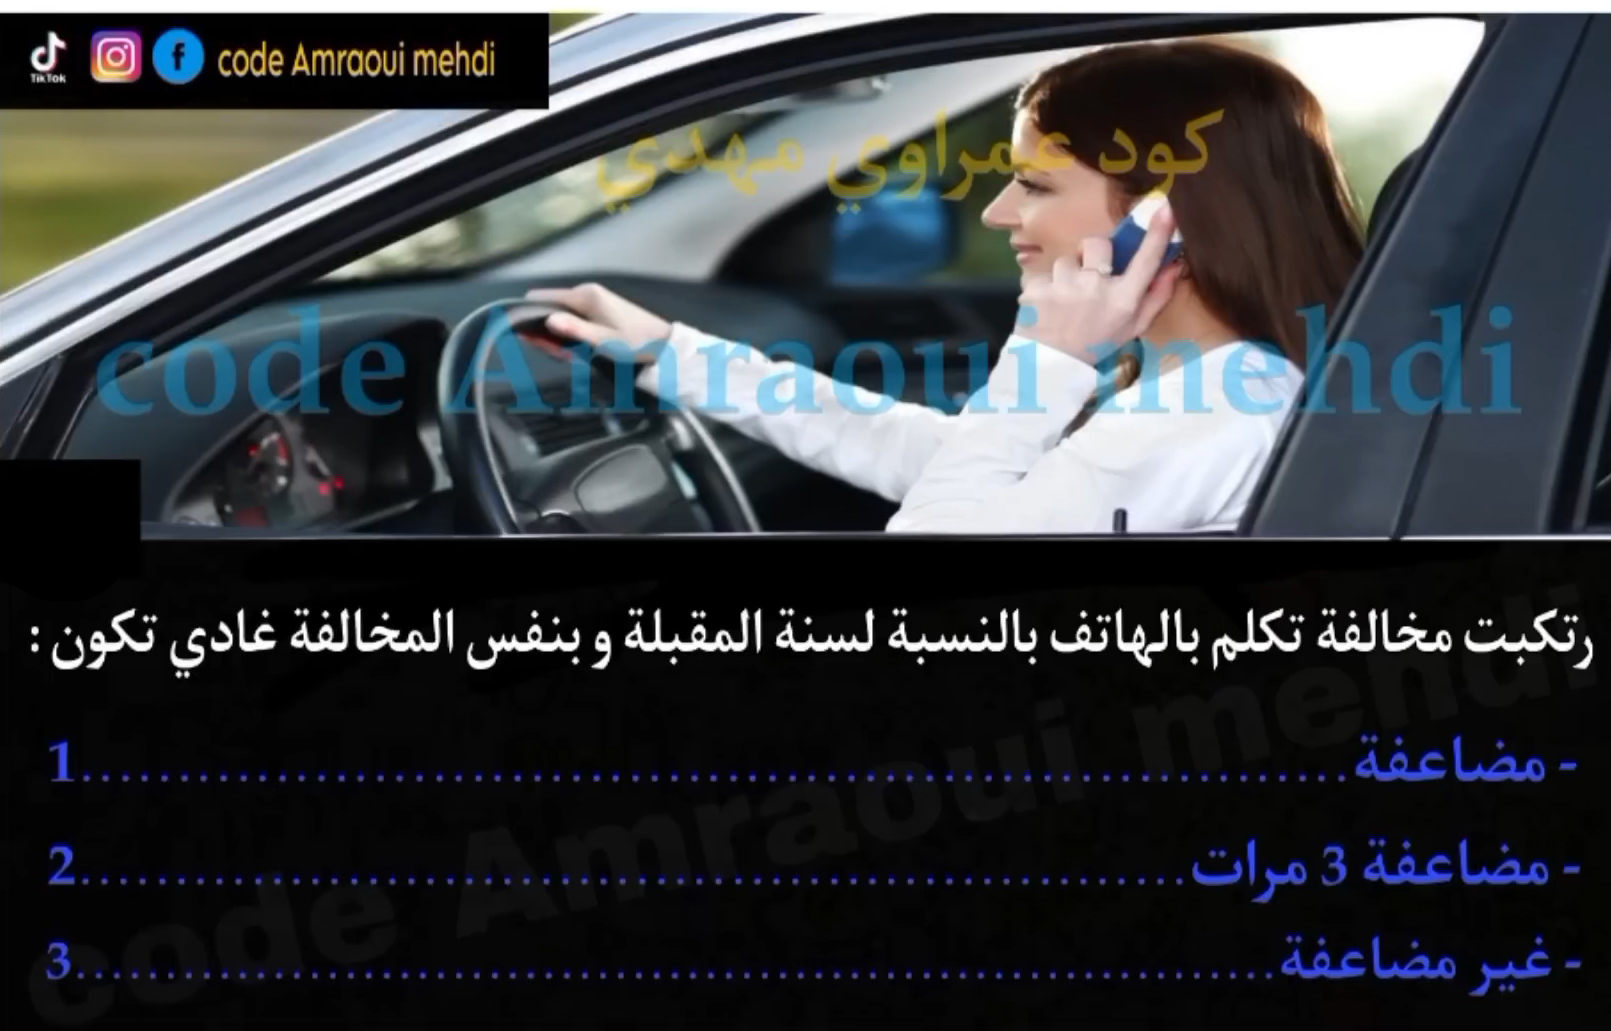 TikTok
code Amraoui mehdi
كود عمراوي مهدي
code Amraoui mehdi
رتكبت مخالفة تكلم بالهاتف بالنسبة لسنة المقبلة و بنفس المخالفة غادي تكون :
- مضاعفة....................................................................1
- مضاعفة 3 مرات.........................................................2
- غير مضاعفة..............................................................3
code Amraoui mehdi